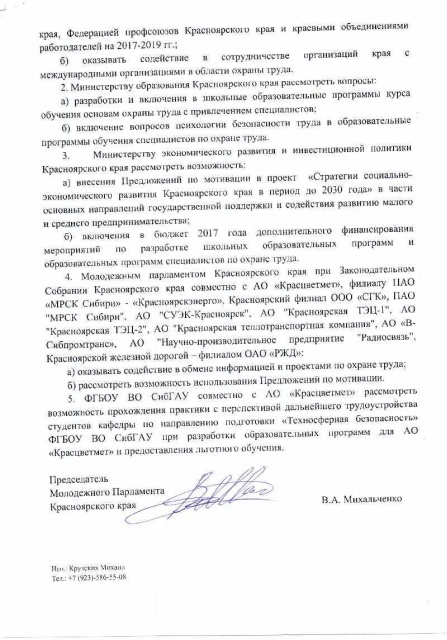 края, Федерацией профсоюзов Красноярского края и краевыми объединениями
работодателей на 2017-2019 гг.;
б) оказывать содействие в сотрудничестве организаций края с
международными организациями в области охраны труда.
2. Министерству образования Красноярского края рассмотреть вопросы:
а) разработки и включения в школьные образовательные программы курса
обучения основам охраны труда с привлечением специалистов;
б) включение вопросов психологии безопасности труда в образовательные
программы обучения специалистов по охране труда.
3. Министерству экономического развития и инвестиционной политики
Красноярского края рассмотреть возможность:
а) внесения Предложений по мотивации в проект «Стратегии социально-
экономического развития Красноярского края в период до 2030 года» в части
основных направлений государственной поддержки и содействия развитию малого
и среднего предпринимательства;
б) включения в бюджет 2017 года дополнительного финансирования
мероприятий по разработке школьных образовательных программ и
образовательных программ специалистов по охране труда.
4. Молодежным парламентом Красноярского края при Законодательном
Собрании Красноярского края совместно с АО «Красцветмет», филиалу ПАО
«МРСК Сибири» - «Красноярскэнерго», Красноярский филиал ООО «СГК», ПАО
"МРСК Сибири", АО "СУЭК-Красноярск", АО "Красноярская ТЭЦ-1", АО
"Красноярская ТЭЦ-2", АО "Красноярская теплотранспортная компания", АО «В-
Сибпромтранс», АО "Научно-производительное предприятие "Радиосвязь",
Красноярской железной дорогой – филиалом ОАО «РЖД»:
а) оказывать содействие в обмене информацией и проектами по охране труда;
б) рассмотреть возможность использования Предложений по мотивации.
5. ФГБОУ ВО СибГАУ совместно с АО «Красцветмет» рассмотреть
возможность прохождения практики с перспективой дальнейшего трудоустройства
студентов кафедры по направлению подготовки «Техносферная безопасность»
ФГБОУ ВО СибГАУ при разработки образовательных программ для АО
«Красцветмет» и предоставления льготного обучения.
Председатель
Молодежного Парламента
Красноярского края
В.А. Михальченко
Исп.: Крутских Михаил
Тел.: +7 (923)-586-55-08